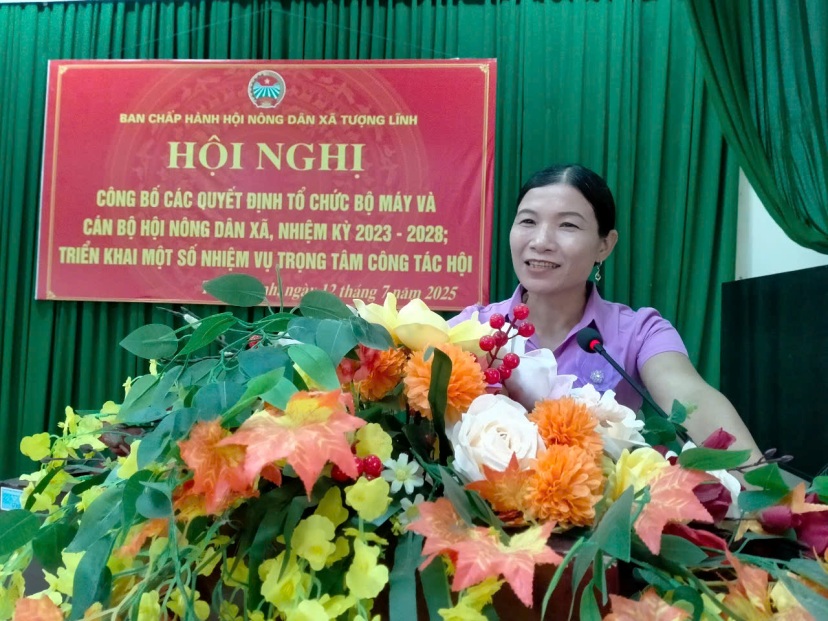 BAN CHẤP HÀNH HỘI NÔNG DÂN XÃ TƯỢNG LĨNH
HỘI NGHỊ
CÔNG BỐ CÁC QUYẾT ĐỊNH TỔ CHỨC BỘ MÁY VÀ
CÁN BỘ HỘI NÔNG DÂN XÃ, NHIỆM KỲ 2023 - 2028;
TRIỂN KHAI MỘT SỐ NHIỆM VỤ TRỌNG TÂM CÔNG TÁC HỘI
ngày 12 tháng 7 năm 2025